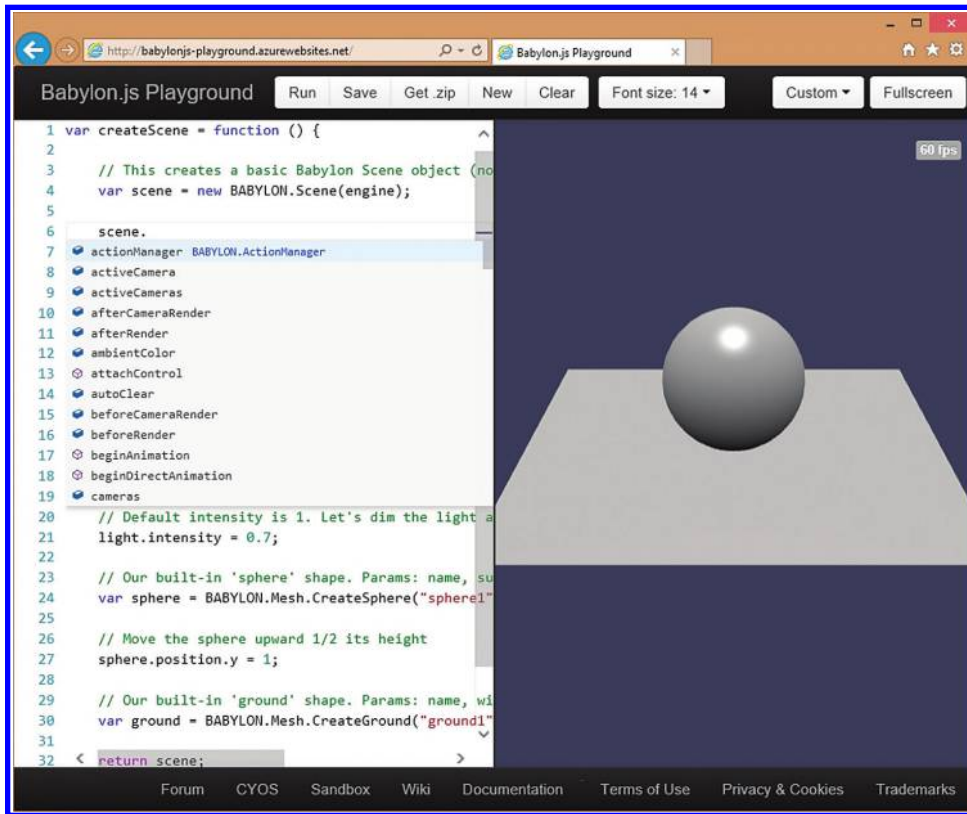 http://babylonjs-playground.azurewebsites.net/
Babylon.js Playground
Babylon.js Playground Run Save Get .zip New Clear Font size: 14 Custom Fullscreen
60 fps
1 var createScene = function () {
2
3 // This creates a basic Babylon Scene object (no
4 var scene = new BABYLON.Scene(engine);
5
6 scene.
7 actionManager BABYLON.ActionManager
8 activeCamera
9 activeCameras
10 afterCameraRender
11 afterRender
12 ambientColor
13 attachControl
14 autoClear
15 beforeCameraRender
16 beforeRender
17 beginAnimation
18 beginDirectAnimation
19 cameras
20 // Default intensity is 1. Let's dim the light a
21 light.intensity = 0.7;
22
23 // Our built-in 'sphere' shape. Params: name, su
24 var sphere = BABYLON.Mesh.CreateSphere("sphere1"
25
26 // Move the sphere upward 1/2 its height
27 sphere.position.y = 1;
28
29 // Our built-in 'ground' shape. Params: name, wi
30 var ground = BABYLON.Mesh.CreateGround("ground1"
31
32 return scene;
Forum CYOS Sandbox Wiki Documentation Terms of Use Privacy & Cookies Trademarks